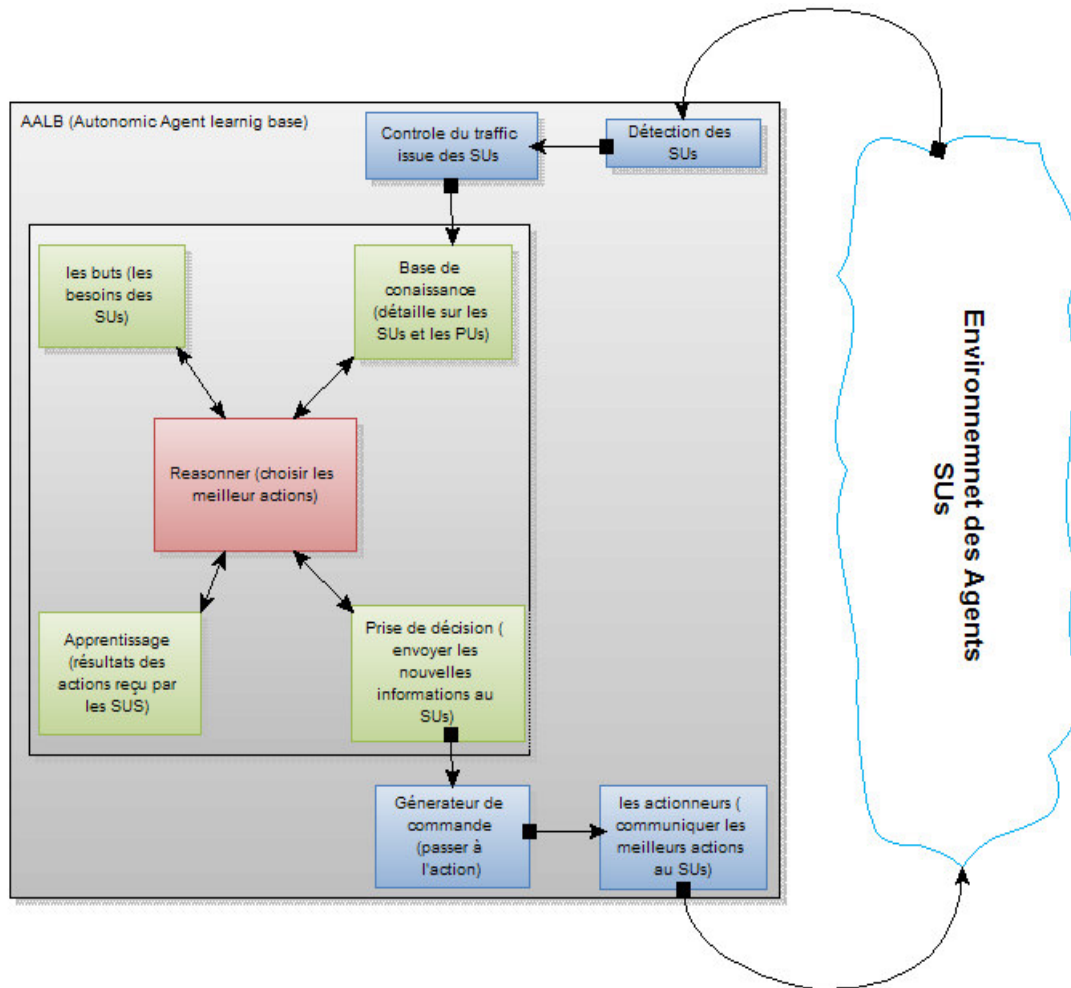 AALB (Autonomic Agent learnig base)
Controle du traffic
issue des SUs
Détection des
SUs
les buts (les
besoins des
SUs)
Base de
conaissance
(détaille sur les
SUs et les PUs)
Reasonner (choisir les
meilleur actions)
Apprentissage
(résultats des
actions reçu par
les SUS)
Prise de décision (
envoyer les
nouvelles
informations au
SUs)
Génerateur de
commande
(passer à
l'action)
les actionneurs (
communiquer les
meilleurs actions
au SUs)
Environnemnet des Agents
SUs